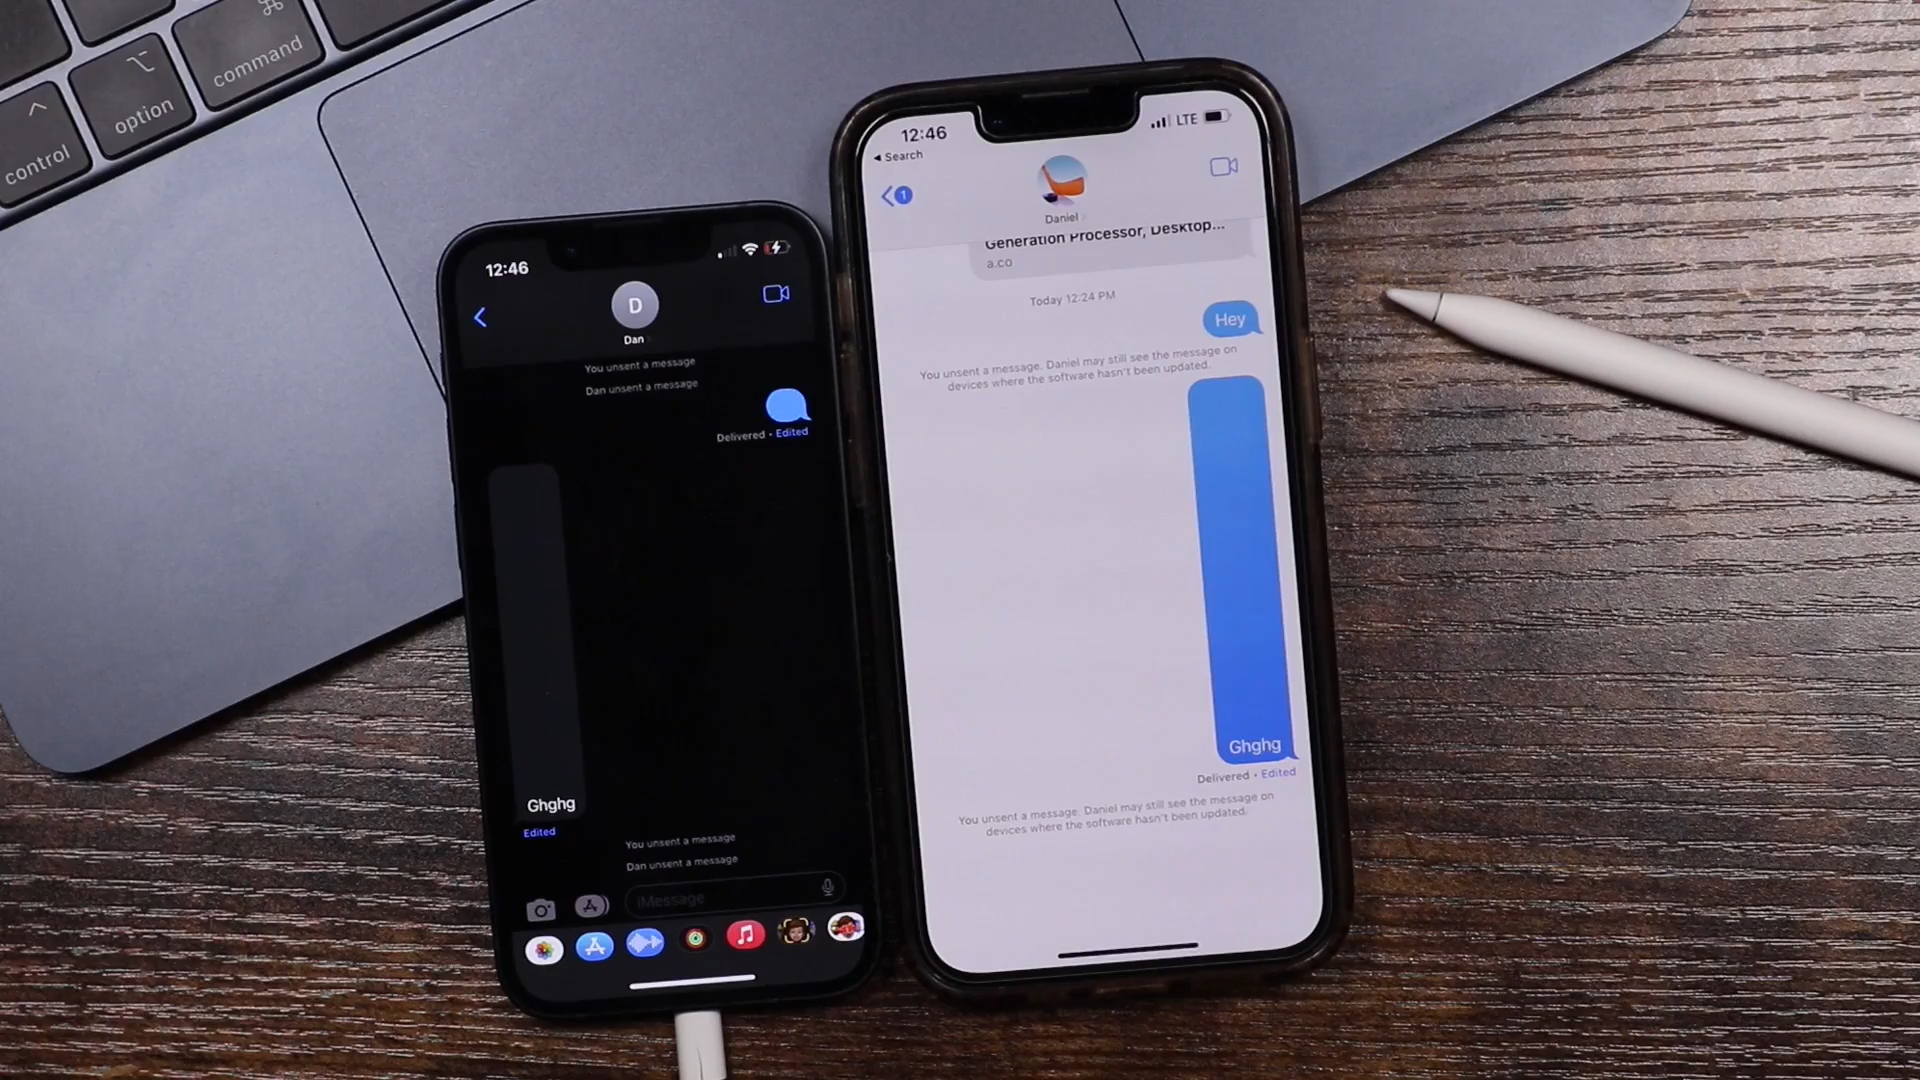 command
option
control
12:46
D
Dan
You unsent a message
Dan unsent a message
Delivered • Edited
Ghghg
Edited
You unsent a message
Dan unsent a message
iMessage
12:46
LTE
Search
1
Daniel
Generation Processor, Desktop...
a.co
Today 12:24 PM
Hey
You unsent a message. Daniel may still see the message on
devices where the software hasn't been updated.
Ghghg
Delivered • Edited
You unsent a message. Daniel may still see the message on
devices where the software hasn't been updated.